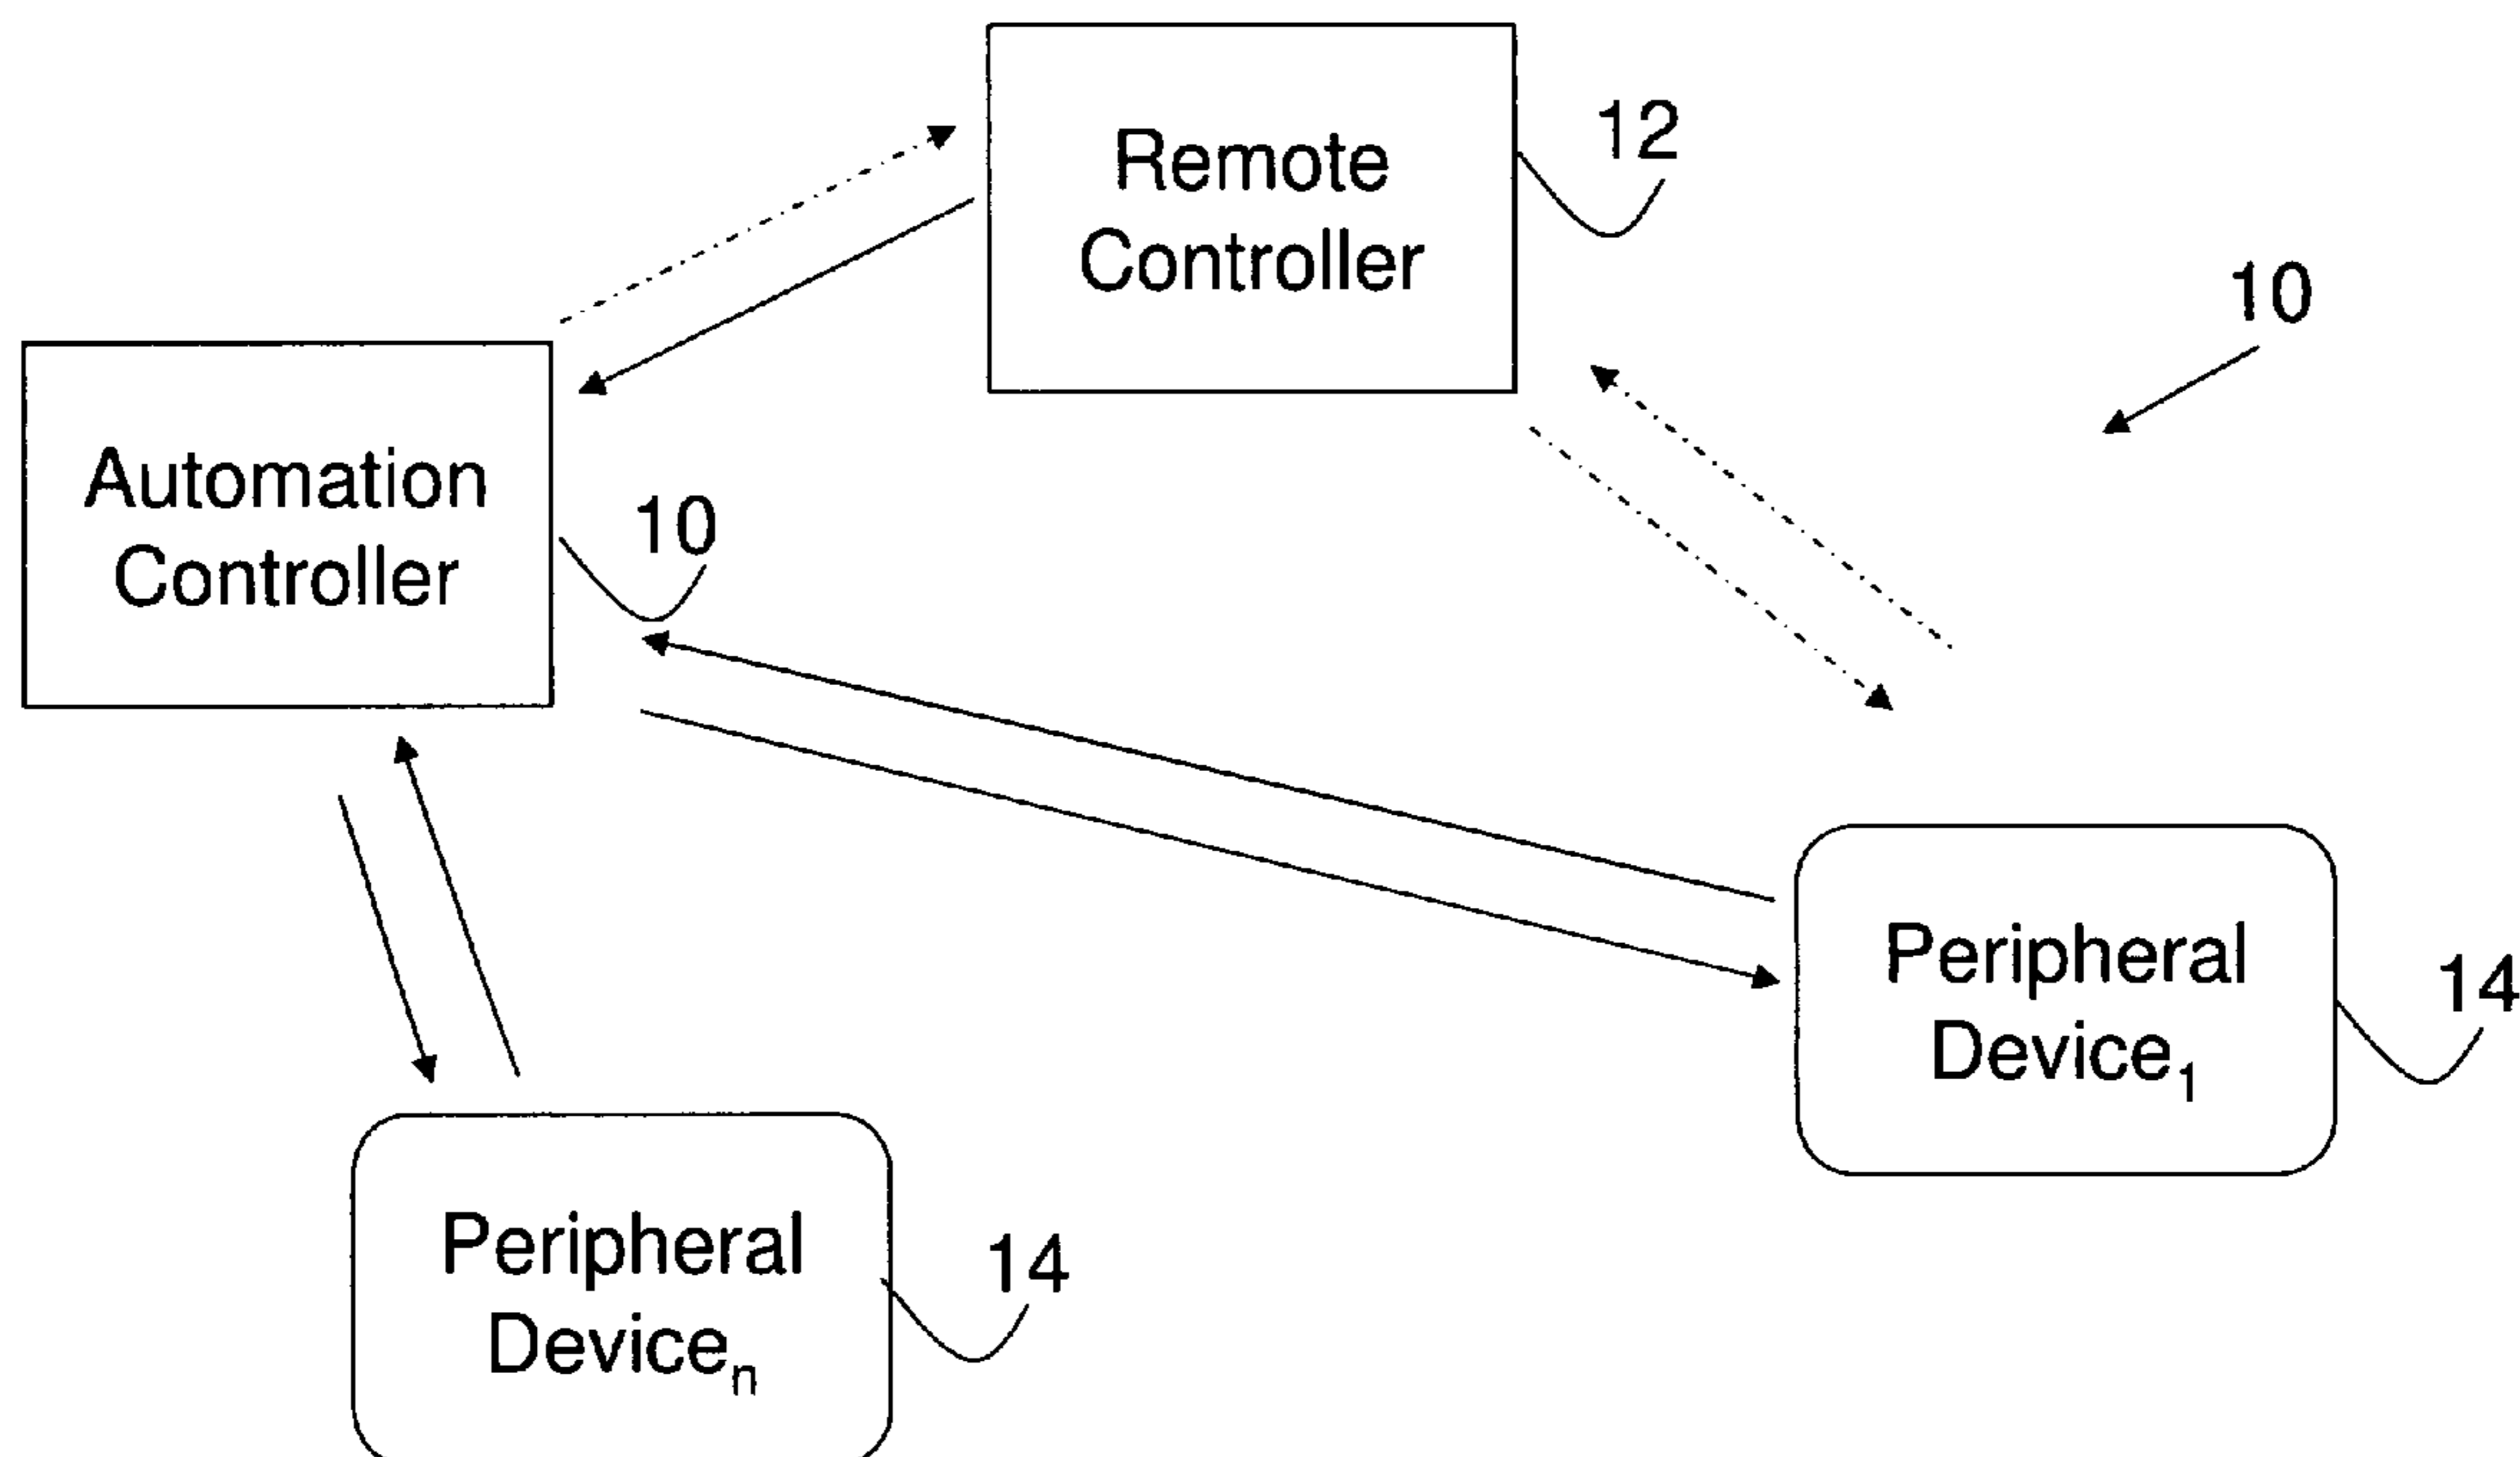 Remote
Controller
12
10
Automation
Controller
10
Peripheral
Device1
14
Peripheral
Devicen
14